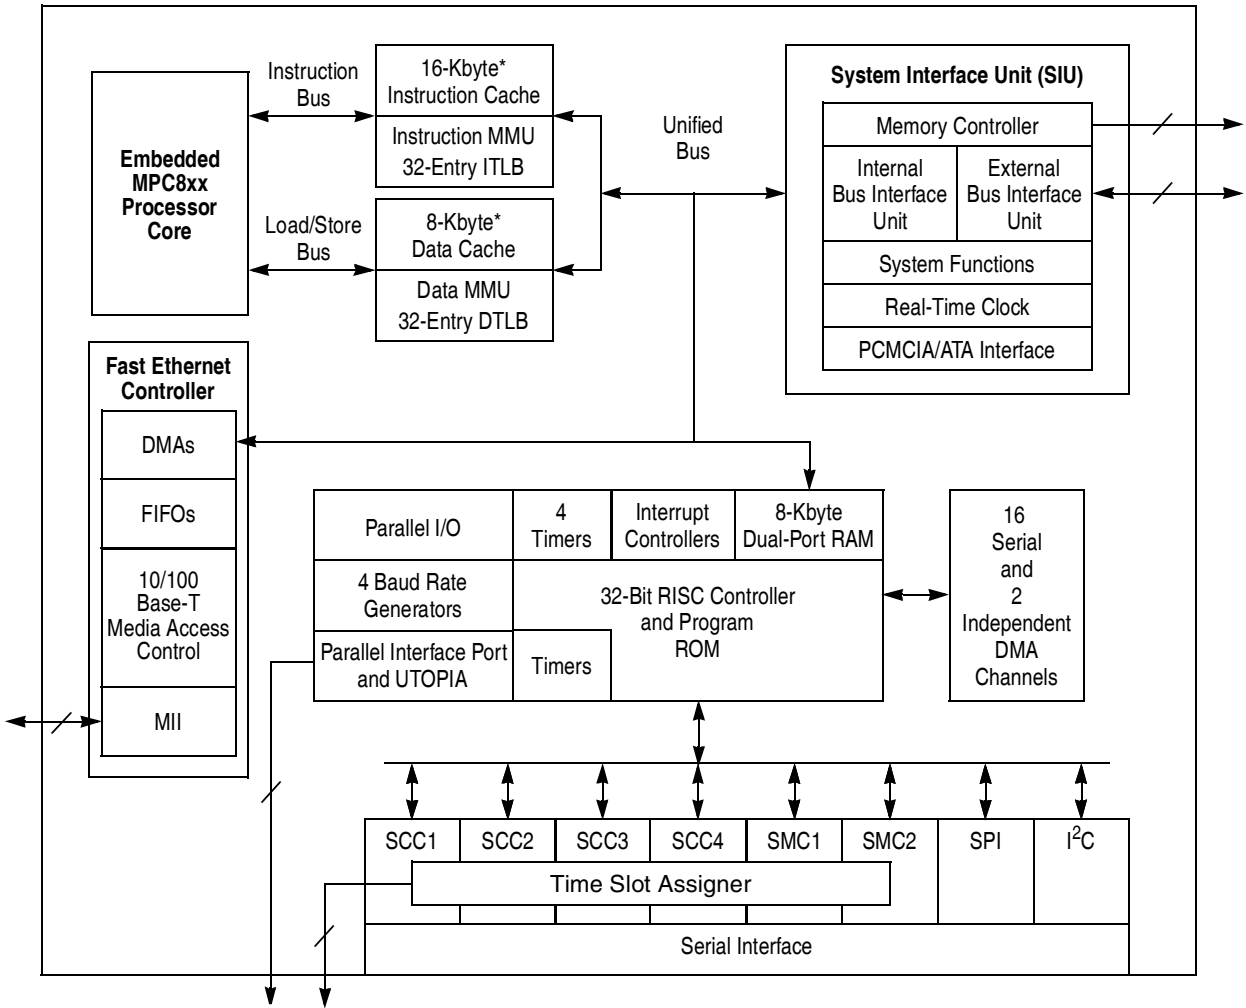 Embedded
MPC8xx
Processor
Core
Instruction
Bus
Load/Store
Bus
16-Kbyte*
Instruction Cache
Instruction MMU
32-Entry ITLB
8-Kbyte*
Data Cache
Data MMU
32-Entry DTLB
Unified
Bus
System Interface Unit (SIU)
Memory Controller
Internal
Bus Interface
Unit
External
Bus Interface
Unit
System Functions
Real-Time Clock
PCMCIA/ATA Interface
Fast Ethernet
Controller
DMAs
FIFOs
10/100
Base-T
Media Access
Control
MII
Parallel I/O
4
Timers
Interrupt
Controllers
8-Kbyte
Dual-Port RAM
4 Baud Rate
Generators
32-Bit RISC Controller
and Program
ROM
Parallel Interface Port
and UTOPIA
Timers
16
Serial
and
2
Independent
DMA
Channels
SCC1
SCC2
SCC3
SCC4
SMC1
SMC2
SPI
I²C
Time Slot Assigner
Serial Interface